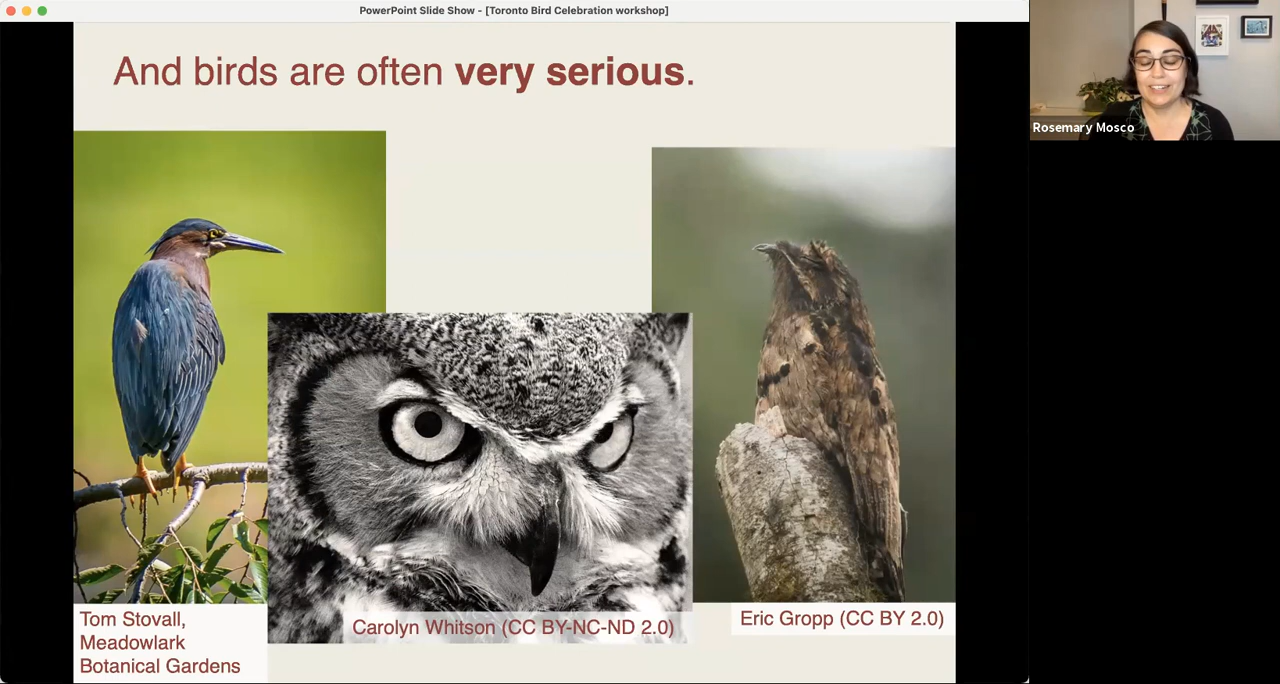 PowerPoint Slide Show - [Toronto Bird Celebration workshop]
And birds are often very serious.
Rosemary Mosco
Tom Stovall,
Meadowlark
Botanical Gardens
Carolyn Whitson (CC BY-NC-ND 2.0)
Eric Gropp (CC BY 2.0)